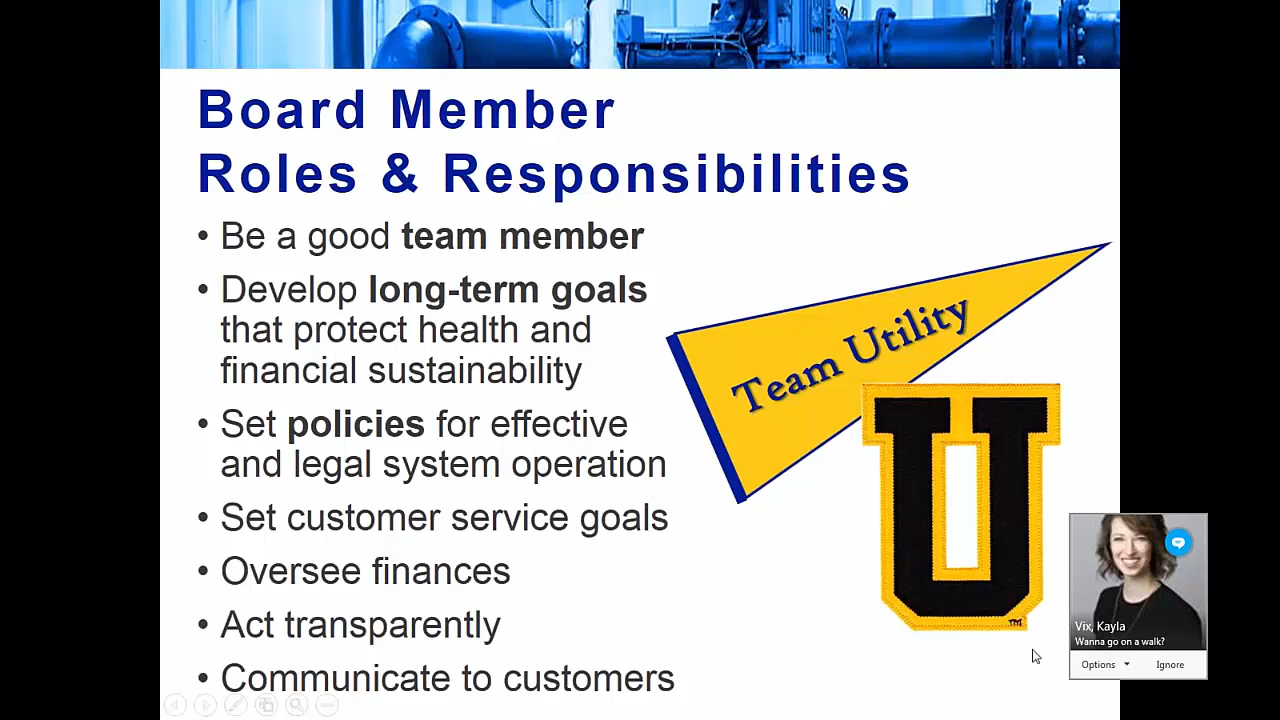 Board Member
Roles & Responsibilities
• Be a good team member
• Develop long-term goals
that protect health and
financial sustainability
• Set policies for effective
and legal system operation
• Set customer service goals
• Oversee finances
• Act transparently
• Communicate to customers
Team Utility
U
TM
Vix, Kayla
Wanna go on a walk?
Options
Ignore